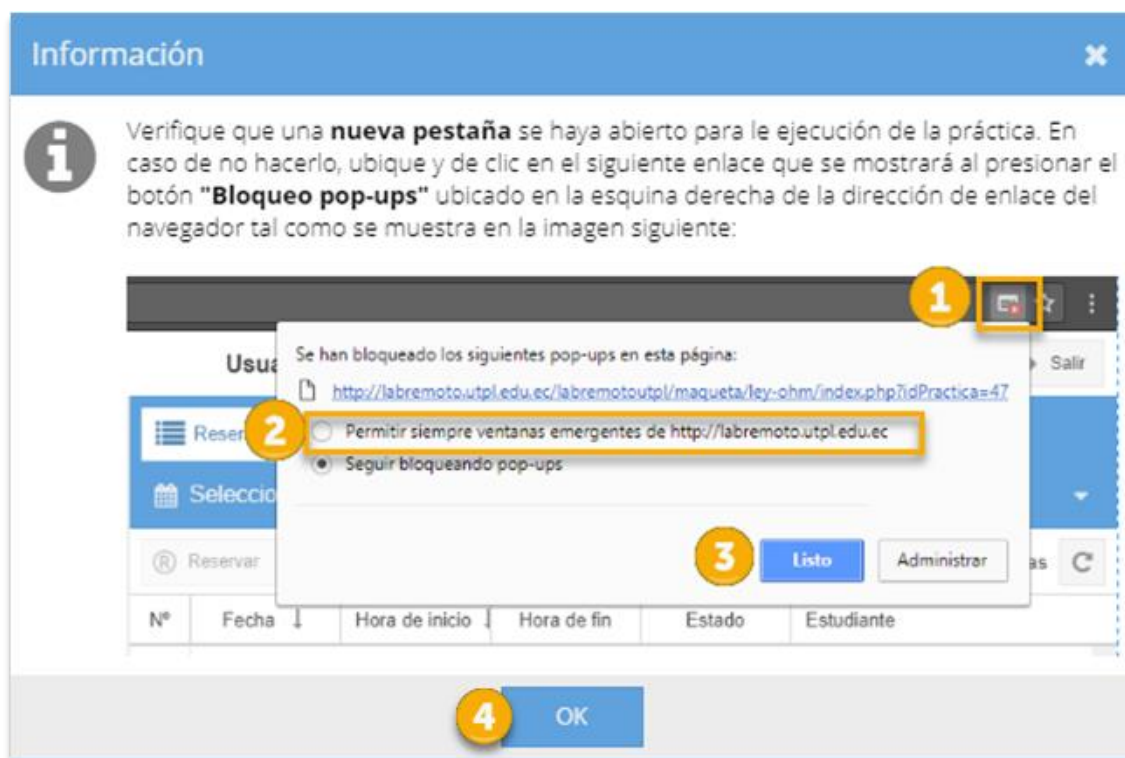 Información
Verifique que una nueva pestaña se haya abierto para le ejecución de la práctica. En
caso de no hacerlo, ubique y de clic en el siguiente enlace que se mostrará al presionar el
botón "Bloqueo pop-ups" ubicado en la esquina derecha de la dirección de enlace del
navegador tal como se muestra en la imagen siguiente:
1
Se han bloqueado los siguientes pop-ups en esta página:
Usua Salir
http://labremoto.utpl.edu.ec/labremotoutpl/maqueta/ley-ohm/index.php?idPractica=47
Reser 2 Permitir siempre ventanas emergentes de http://labremoto.utpl.edu.ec
Seguir bloqueando pop-ups
Seleccio
® Reservar 3 Listo Administrar as
Nº Fecha Hora de inicio Hora de fin Estado Estudiante
4 OK